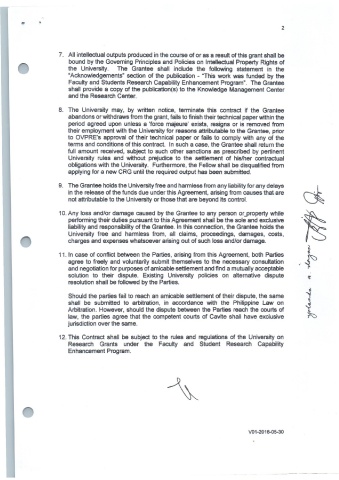 2
7. All intellectual outputs produced in the course of or as a result of this grant shall be
bound by the Governing Principles and Policies on Intellectual Property Rights of
the University. The Grantee shall include the following statement in the
"Acknowledgements" section of the publication - "This work was funded by the
Faculty and Students Research Capability Enhancement Program". The Grantee
shall provide a copy of the publication(s) to the Knowledge Management Center
and the Research Center.
8. The University may, by written notice, terminate this contract if the Grantee
abandons or withdraws from the grant, fails to finish their technical paper within the
period agreed upon unless a 'force majeure' exists, resigns or is removed from
their employment with the University for reasons attributable to the Grantee, prior
to OVPRE's approval of their technical paper or fails to comply with any of the
terms and conditions of this contract. In such a case, the Grantee shall return the
full amount received, subject to such other sanctions as prescribed by pertinent
University rules and without prejudice to the settlement of his/her contractual
obligations with the University. Furthermore, the Fellow shall be disqualified from
applying for a new CRG until the required output has been submitted.
9. The Grantee holds the University free and harmless from any liability for any delays
in the release of the funds due under this Agreement, arising from causes that are
not attributable to the University or those that are beyond its control.
10. Any loss and/or damage caused by the Grantee to any person or property while
performing their duties pursuant to this Agreement shall be the sole and exclusive
liability and responsibility of the Grantee. In this connection, the Grantee holds the
University free and harmless from, all claims, proceedings, damages, costs,
charges and expenses whatsoever arising out of such loss and/or damage.
11. In case of conflict between the Parties, arising from this Agreement, both Parties
agree to freely and voluntarily submit themselves to the necessary consultation
and negotiation for purposes of amicable settlement and find a mutually acceptable
solution to their dispute. Existing University policies on alternative dispute
resolution shall be followed by the Parties.
Should the parties fail to reach an amicable settlement of their dispute, the same
shall be submitted to arbitration, in accordance with the Philippine Law on
Arbitration. However, should the dispute between the Parties reach the courts of
law, the parties agree that the competent courts of Cavite shall have exclusive
jurisdiction over the same.
12. This Contract shall be subject to the rules and regulations of the University on
Research Grants under the Faculty and Student Research Capability
Enhancement Program.
V01-2018-05-30